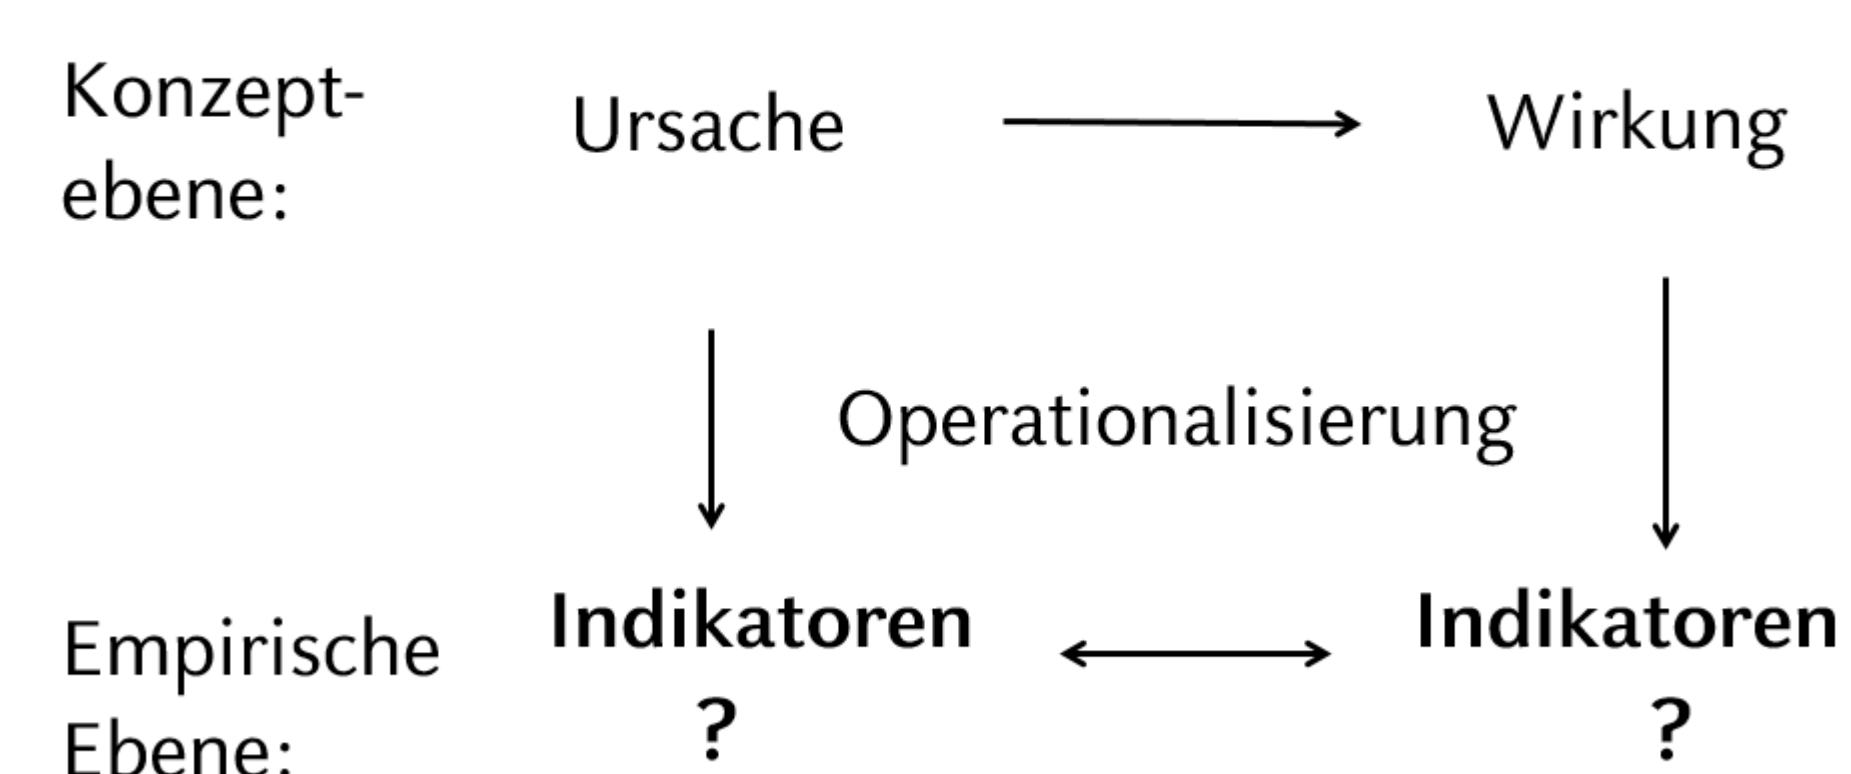 Konzept-
ebene:
Ursache
Wirkung
Operationalisierung
Empirische
Ebene:
Indikatoren
?
Indikatoren
?